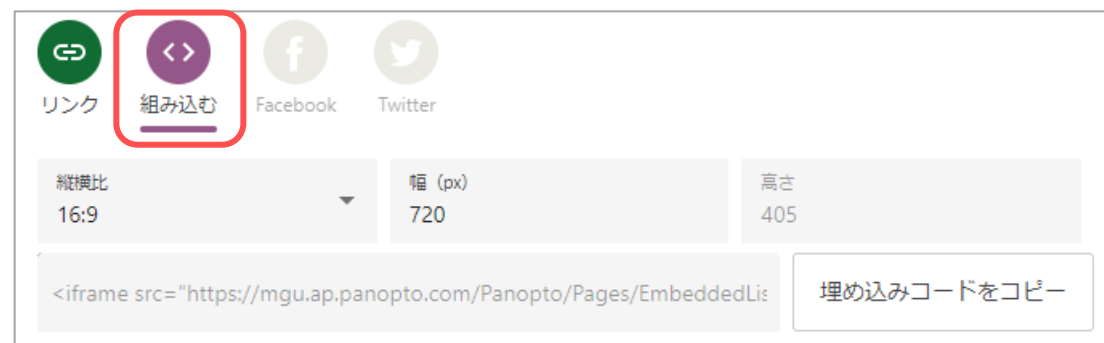 リンク 組み込む Facebook Twitter
縦横比 幅（px） 高さ
16:9 720 405
<iframe src="https://mgu.ap.panopto.com/Panopto/Pages/EmbeddedLis 埋め込みコードをコピー